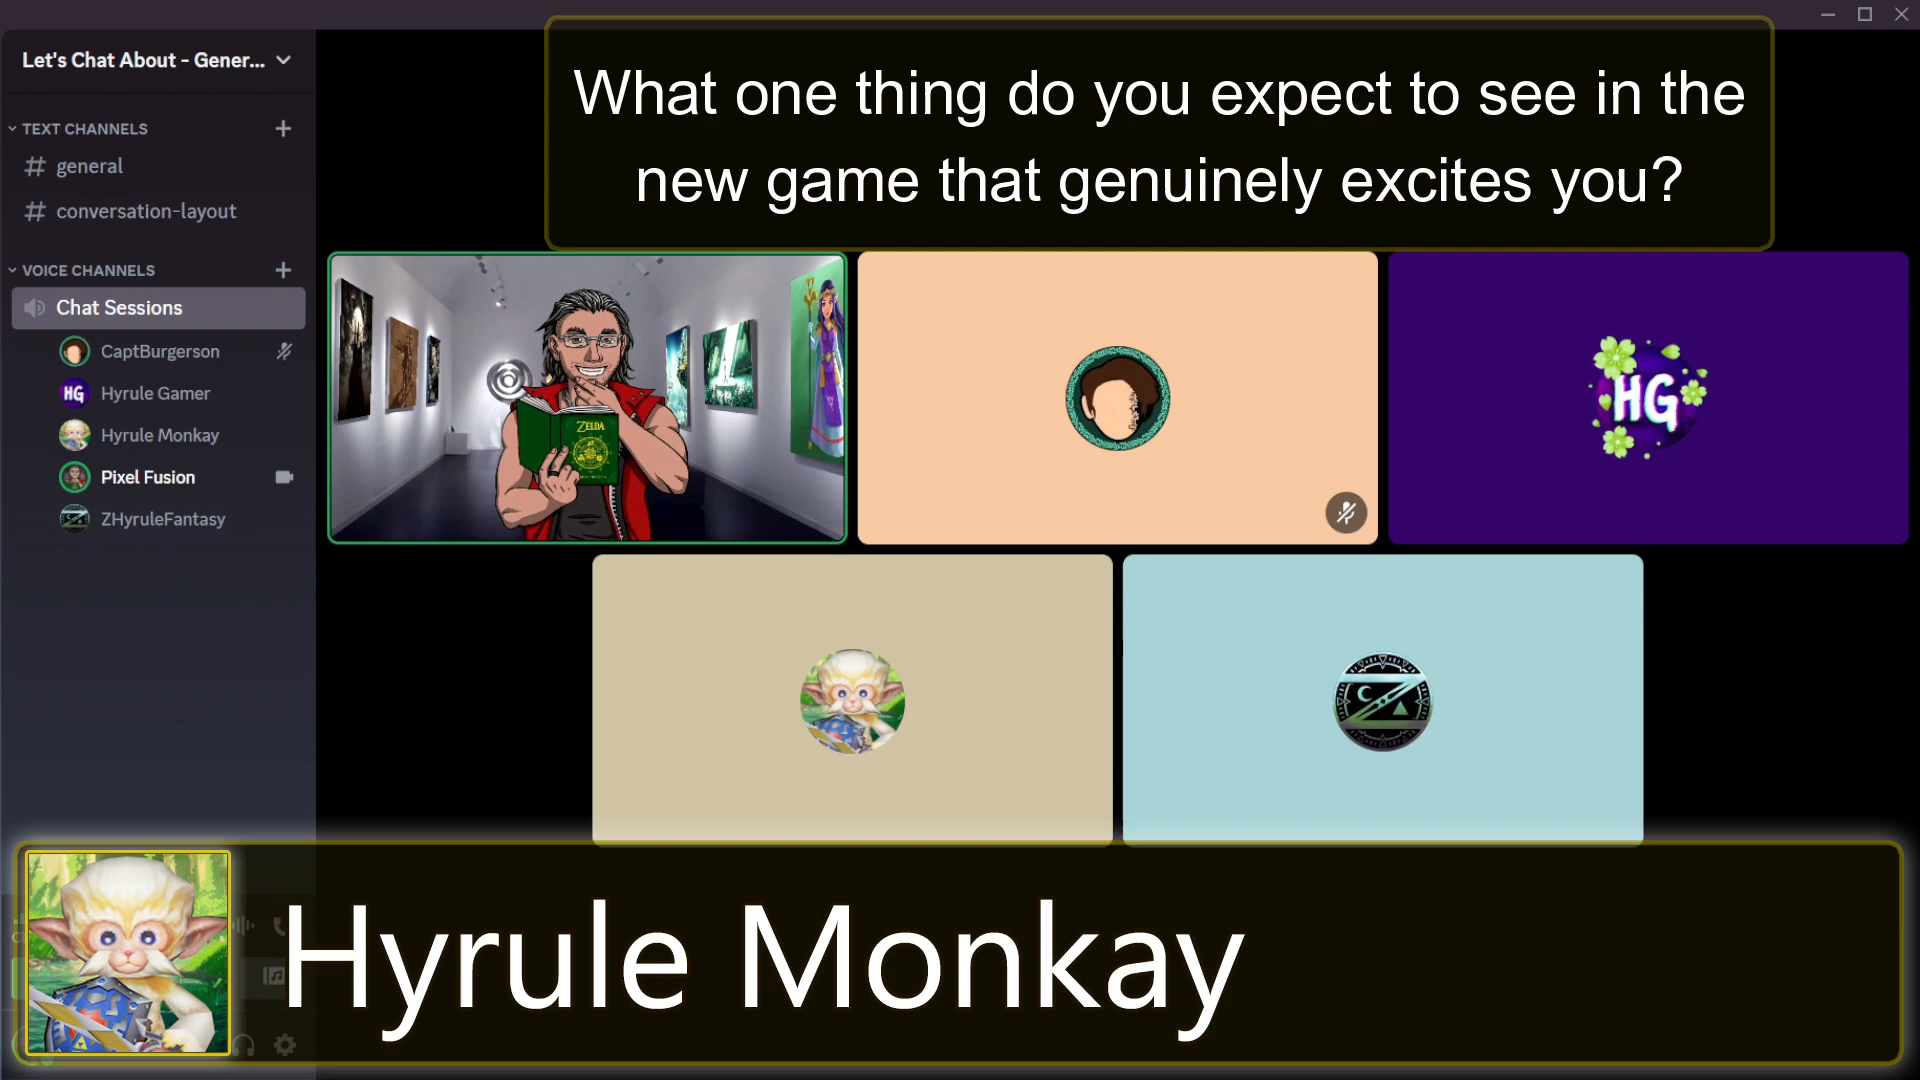 What one thing do you expect to see in the
new game that genuinely excites you?
Let's Chat About - Gener...
TEXT CHANNELS
general
conversation-layout
VOICE CHANNELS
Chat Sessions
CaptBurgerson
HG
Hyrule Gamer
Hyrule Monkay
Pixel Fusion
ZHyruleFantasy
ZELDA
HG
Hyrule Monkay